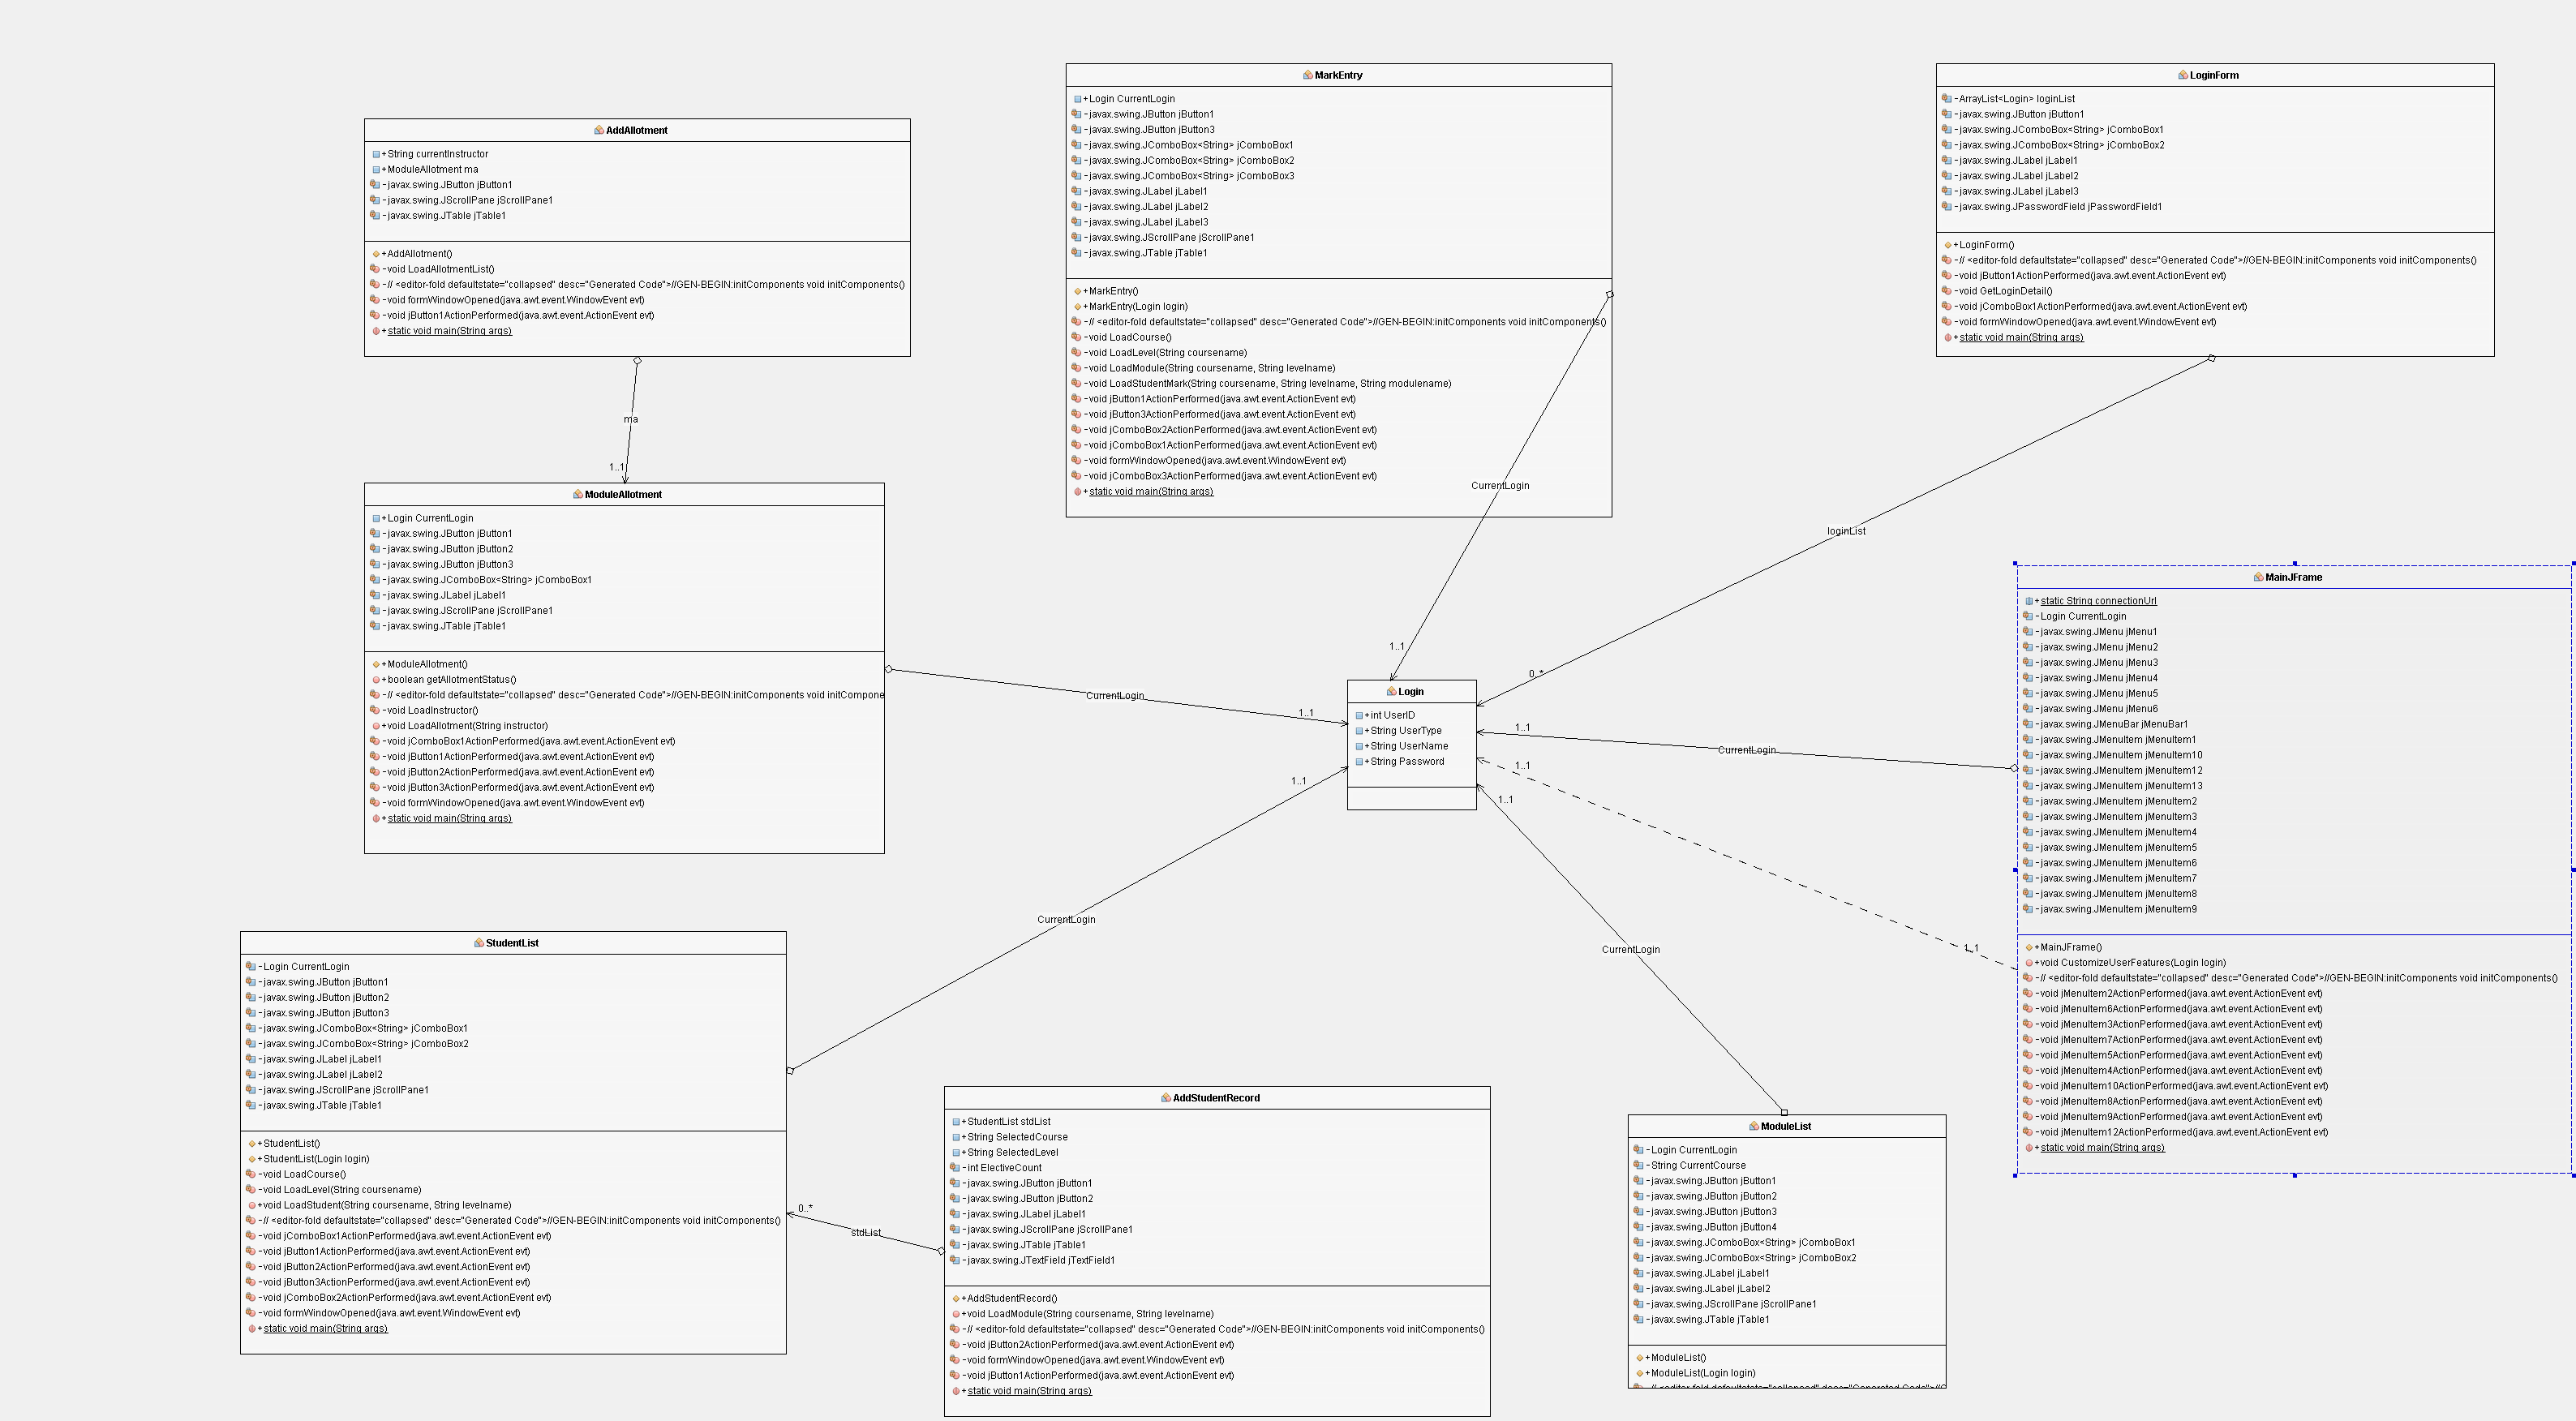 AddAllotment
+String currentInstructor
+ModuleAllotment ma
-javax.swing.JButton jButton1
-javax.swing.JScrollPane jScrollPane1
-javax.swing.JTable jTable1
+AddAllotment()
-void LoadAllotmentList()
-// <editor-fold defaultstate="collapsed" desc="Generated Code">//GEN-BEGIN:initComponents void initComponents()
-void formWindowOpened(java.awt.event.WindowEvent evt)
-void jButton1ActionPerformed(java.awt.event.ActionEvent evt)
+static void main(String args)
ma
1..1
ModuleAllotment
+Login CurrentLogin
-javax.swing.JButton jButton1
-javax.swing.JButton jButton2
-javax.swing.JButton jButton3
-javax.swing.JComboBox<String> jComboBox1
-javax.swing.JLabel jLabel1
-javax.swing.JScrollPane jScrollPane1
-javax.swing.JTable jTable1
+ModuleAllotment()
+boolean getAllotmentStatus()
-// <editor-fold defaultstate="collapsed" desc="Generated Code">//GEN-BEGIN:initComponents void initCompone
-void LoadInstructor()
+void LoadAllotment(String instructor)
-void jComboBox1ActionPerformed(java.awt.event.ActionEvent evt)
-void jButton1ActionPerformed(java.awt.event.ActionEvent evt)
-void jButton2ActionPerformed(java.awt.event.ActionEvent evt)
-void jButton3ActionPerformed(java.awt.event.ActionEvent evt)
-void formWindowOpened(java.awt.event.WindowEvent evt)
+static void main(String args)
CurrentLogin
1..1
MarkEntry
+Login CurrentLogin
-javax.swing.JButton jButton1
-javax.swing.JButton jButton3
-javax.swing.JComboBox<String> jComboBox1
-javax.swing.JComboBox<String> jComboBox2
-javax.swing.JComboBox<String> jComboBox3
-javax.swing.JLabel jLabel1
-javax.swing.JLabel jLabel2
-javax.swing.JLabel jLabel3
-javax.swing.JScrollPane jScrollPane1
-javax.swing.JTable jTable1
+MarkEntry()
+MarkEntry(Login login)
-// <editor-fold defaultstate="collapsed" desc="Generated Code">//GEN-BEGIN:initComponents void initComponents()
-void LoadCourse()
-void LoadLevel(String coursename)
-void LoadModule(String coursename, String levelname)
-void LoadStudentMark(String coursename, String levelname, String modulename)
-void jButton1ActionPerformed(java.awt.event.ActionEvent evt)
-void jButton3ActionPerformed(java.awt.event.ActionEvent evt)
-void jComboBox2ActionPerformed(java.awt.event.ActionEvent evt)
-void jComboBox1ActionPerformed(java.awt.event.ActionEvent evt)
-void formWindowOpened(java.awt.event.WindowEvent evt)
-void jComboBox3ActionPerformed(java.awt.event.ActionEvent evt)
+static void main(String args)
CurrentLogin
1..1
LoginForm
-ArrayList<Login> loginList
-javax.swing.JButton jButton1
-javax.swing.JComboBox<String> jComboBox1
-javax.swing.JComboBox<String> jComboBox2
-javax.swing.JLabel jLabel1
-javax.swing.JLabel jLabel2
-javax.swing.JLabel jLabel3
-javax.swing.JPasswordField jPasswordField1
+LoginForm()
-// <editor-fold defaultstate="collapsed" desc="Generated Code">//GEN-BEGIN:initComponents void initComponents()
-void jButton1ActionPerformed(java.awt.event.ActionEvent evt)
-void GetLoginDetail()
-void jComboBox1ActionPerformed(java.awt.event.ActionEvent evt)
-void formWindowOpened(java.awt.event.WindowEvent evt)
+static void main(String args)
loginList
0..*
Login
+int UserID
+String UserType
+String UserName
+String Password
1..1
CurrentLogin
1..1
1..1
1..1
MainJFrame
+static String connectionUrl
-Login CurrentLogin
-javax.swing.JMenu jMenu1
-javax.swing.JMenu jMenu2
-javax.swing.JMenu jMenu3
-javax.swing.JMenu jMenu4
-javax.swing.JMenu jMenu5
-javax.swing.JMenu jMenu6
-javax.swing.JMenuBar jMenuBar1
-javax.swing.JMenuItem jMenuItem1
-javax.swing.JMenuItem jMenuItem10
-javax.swing.JMenuItem jMenuItem12
-javax.swing.JMenuItem jMenuItem13
-javax.swing.JMenuItem jMenuItem2
-javax.swing.JMenuItem jMenuItem3
-javax.swing.JMenuItem jMenuItem4
-javax.swing.JMenuItem jMenuItem5
-javax.swing.JMenuItem jMenuItem6
-javax.swing.JMenuItem jMenuItem7
-javax.swing.JMenuItem jMenuItem8
-javax.swing.JMenuItem jMenuItem9
+MainJFrame()
+void CustomizeUserFeatures(Login login)
-// <editor-fold defaultstate="collapsed" desc="Generated Code">//GEN-BEGIN:initComponents void initComponents()
-void jMenuItem2ActionPerformed(java.awt.event.ActionEvent evt)
-void jMenuItem6ActionPerformed(java.awt.event.ActionEvent evt)
-void jMenuItem3ActionPerformed(java.awt.event.ActionEvent evt)
-void jMenuItem7ActionPerformed(java.awt.event.ActionEvent evt)
-void jMenuItem5ActionPerformed(java.awt.event.ActionEvent evt)
-void jMenuItem4ActionPerformed(java.awt.event.ActionEvent evt)
-void jMenuItem10ActionPerformed(java.awt.event.ActionEvent evt)
-void jMenuItem8ActionPerformed(java.awt.event.ActionEvent evt)
-void jMenuItem9ActionPerformed(java.awt.event.ActionEvent evt)
-void jMenuItem12ActionPerformed(java.awt.event.ActionEvent evt)
+static void main(String args)
1..1
CurrentLogin
StudentList
-Login CurrentLogin
-javax.swing.JButton jButton1
-javax.swing.JButton jButton2
-javax.swing.JButton jButton3
-javax.swing.JComboBox<String> jComboBox1
-javax.swing.JComboBox<String> jComboBox2
-javax.swing.JLabel jLabel1
-javax.swing.JLabel jLabel2
-javax.swing.JScrollPane jScrollPane1
-javax.swing.JTable jTable1
+StudentList()
+StudentList(Login login)
-void LoadCourse()
-void LoadLevel(String coursename)
+void LoadStudent(String coursename, String levelname)
-// <editor-fold defaultstate="collapsed" desc="Generated Code">//GEN-BEGIN:initComponents void initComponents()
-void jComboBox1ActionPerformed(java.awt.event.ActionEvent evt)
-void jButton1ActionPerformed(java.awt.event.ActionEvent evt)
-void jButton2ActionPerformed(java.awt.event.ActionEvent evt)
-void jButton3ActionPerformed(java.awt.event.ActionEvent evt)
-void jComboBox2ActionPerformed(java.awt.event.ActionEvent evt)
-void formWindowOpened(java.awt.event.WindowEvent evt)
+static void main(String args)
0..*
stdList
AddStudentRecord
+StudentList stdList
+String SelectedCourse
+String SelectedLevel
-int ElectiveCount
-javax.swing.JButton jButton1
-javax.swing.JButton jButton2
-javax.swing.JLabel jLabel1
-javax.swing.JScrollPane jScrollPane1
-javax.swing.JTable jTable1
-javax.swing.JTextField jTextField1
+AddStudentRecord()
+void LoadModule(String coursename, String levelname)
-// <editor-fold defaultstate="collapsed" desc="Generated Code">//GEN-BEGIN:initComponents void initComponents()
-void jButton2ActionPerformed(java.awt.event.ActionEvent evt)
-void formWindowOpened(java.awt.event.WindowEvent evt)
-void jButton1ActionPerformed(java.awt.event.ActionEvent evt)
+static void main(String args)
CurrentLogin
ModuleList
-Login CurrentLogin
-String CurrentCourse
-javax.swing.JButton jButton1
-javax.swing.JButton jButton2
-javax.swing.JButton jButton3
-javax.swing.JButton jButton4
-javax.swing.JComboBox<String> jComboBox1
-javax.swing.JComboBox<String> jComboBox2
-javax.swing.JLabel jLabel1
-javax.swing.JLabel jLabel2
-javax.swing.JScrollPane jScrollPane1
-javax.swing.JTable jTable1
+ModuleList()
+ModuleList(Login login)
-// <editor-fold defaultstate="collapsed" desc="Generated Code">//G